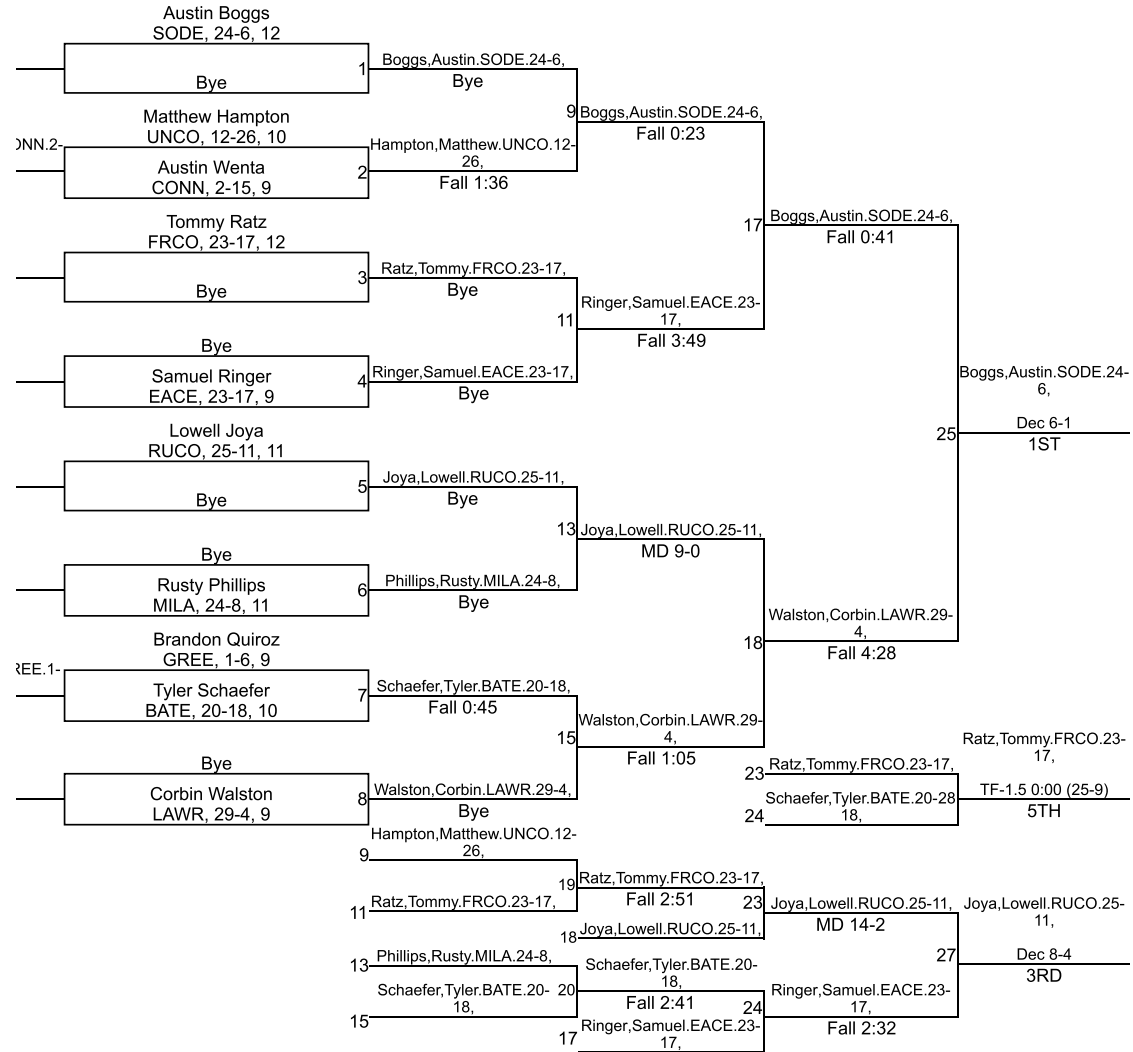 Austin Boggs
SODE, 24-6, 12
Bye
1
Boggs,Austin.SODE.24-6,
Bye
9
Boggs,Austin.SODE.24-6,
Fall 0:23
Matthew Hampton
UNCO, 12-26, 10
ONN.2-
Austin Wenta
CONN, 2-15, 9
2
Hampton,Matthew.UNCO.12-
26,
Fall 1:36
17
Boggs,Austin.SODE.24-6,
Fall 0:41
Tommy Ratz
FRCO, 23-17, 12
Bye
3
Ratz,Tommy.FRCO.23-17,
Bye
11
Ringer,Samuel.EACE.23-
17,
Fall 3:49
Bye
Samuel Ringer
EACE, 23-17, 9
4
Ringer,Samuel.EACE.23-17,
Bye
25
Boggs,Austin.SODE.24-
6,
Dec 6-1
1ST
Lowell Joya
RUCO, 25-11, 11
Bye
5
Joya,Lowell.RUCO.25-11,
Bye
13
Joya,Lowell.RUCO.25-11,
MD 9-0
Bye
Rusty Phillips
MILA, 24-8, 11
6
Phillips,Rusty.MILA.24-8,
Bye
18
Walston,Corbin.LAWR.29-
4,
Fall 4:28
Brandon Quiroz
GREE, 1-6, 9
REE.1-
Tyler Schaefer
BATE, 20-18, 10
7
Schaefer,Tyler.BATE.20-18,
Fall 0:45
15
Walston,Corbin.LAWR.29-
4,
Fall 1:05
Bye
Corbin Walston
LAWR, 29-4, 9
8
Walston,Corbin.LAWR.29-4,
Bye
23
Ratz,Tommy.FRCO.23-17,
24
Schaefer,Tyler.BATE.20-28
18,
Ratz,Tommy.FRCO.23-
17,
TF-1.5 0:00 (25-9)
5TH
9
Hampton,Matthew.UNCO.12-
26,
11
Ratz,Tommy.FRCO.23-17,
19
Ratz,Tommy.FRCO.23-17,
Fall 2:51
18
Joya,Lowell.RUCO.25-11,
23
Joya,Lowell.RUCO.25-11,
MD 14-2
13
Phillips,Rusty.MILA.24-8,
15
Schaefer,Tyler.BATE.20-
18,
20
Schaefer,Tyler.BATE.20-
18,
Fall 2:41
17
Ringer,Samuel.EACE.23-
17,
24
Ringer,Samuel.EACE.23-
17,
Fall 2:32
27
Joya,Lowell.RUCO.25-
11,
Dec 8-4
3RD